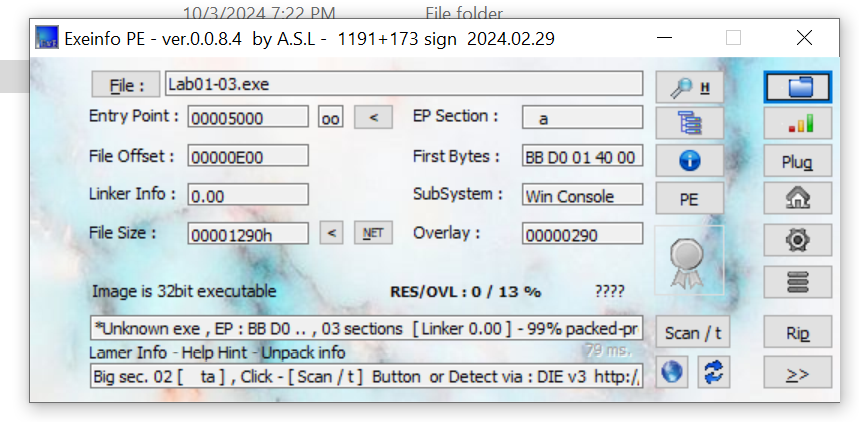 10/3/2024 7:22 PM File folder
Exeinfo PE - ver.0.0.8.4 by A.S.L - 1191+173 sign 2024.02.29
File : Lab01-03.exe H
Entry Point : 00005000 oo < EP Section : a
File Offset : 00000E00 First Bytes : BB D0 01 40 00 Plug
Linker Info : 0.00 SubSystem : Win Console PE
File Size : 00001290h < NET Overlay : 00000290
Image is 32bit executable RES/OVL : 0 / 13 % ????
*Unknown exe , EP : BB D0 .. , 03 sections [ Linker 0.00 ] - 99% packed-pr Scan / t Rip
Lamer Info - Help Hint - Unpack info 79 ms.
Big sec. 02 [ ta ] , Click - [ Scan / t ] Button or Detect via : DIE v3 http:/ >>